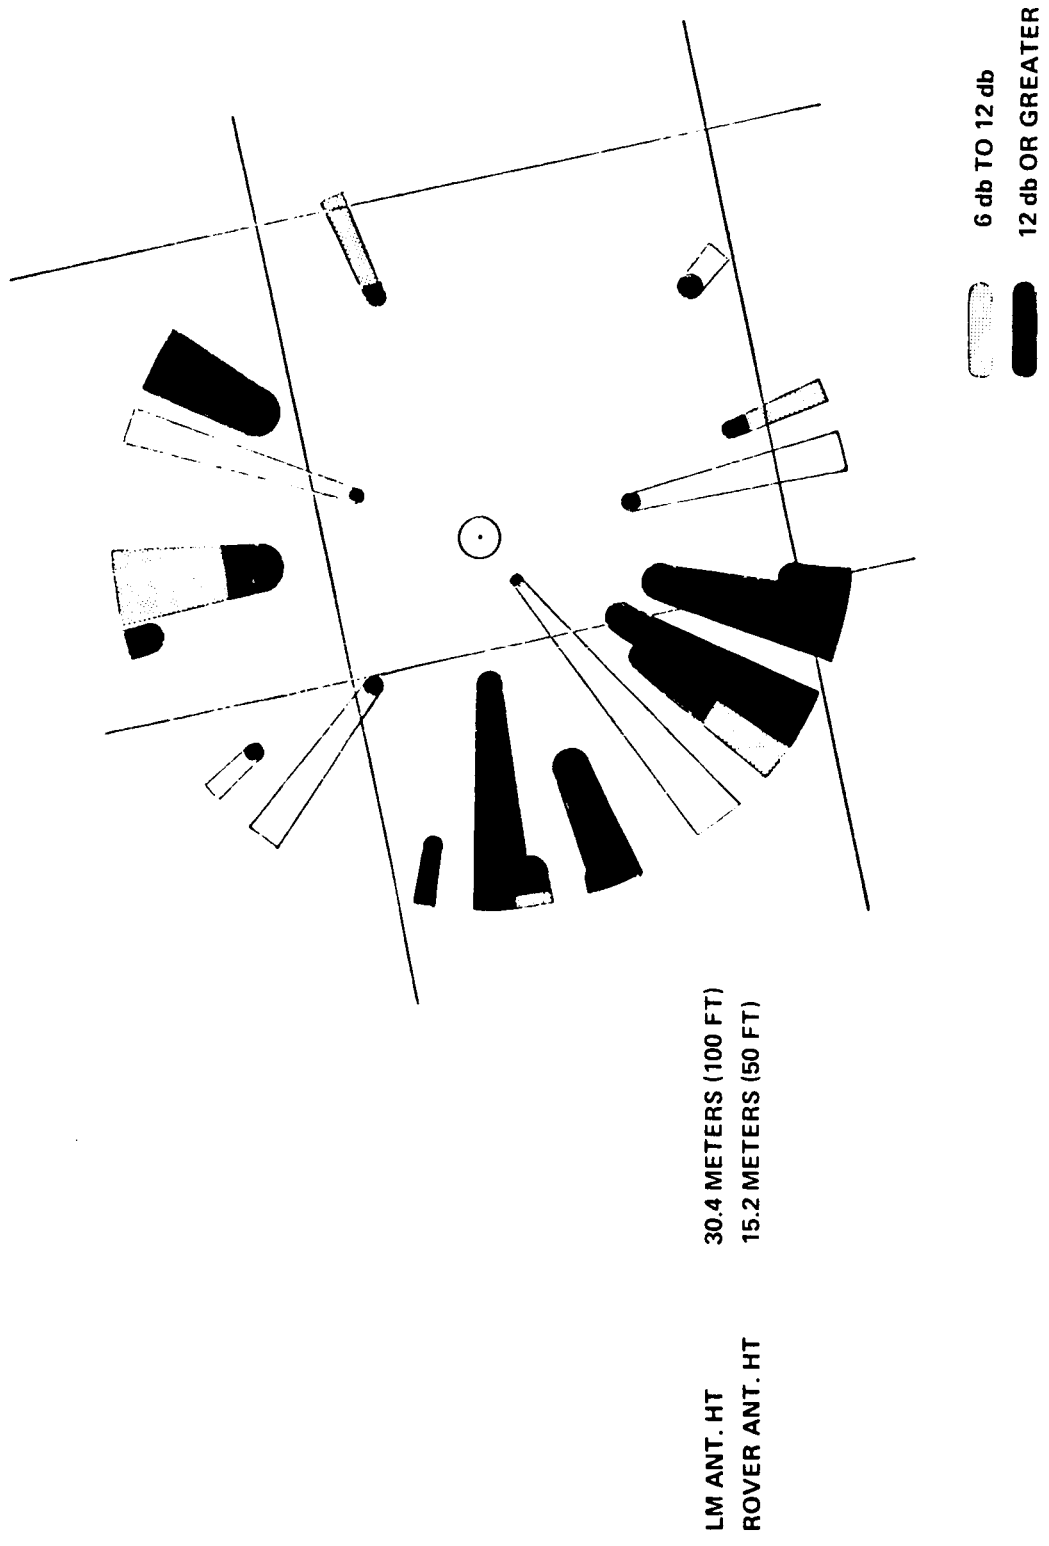 6 db TO 12 db
12 db OR GREATER
LM ANT. HT 30.4 METERS (100 FT)
ROVER ANT. HT 15.2 METERS (50 FT)